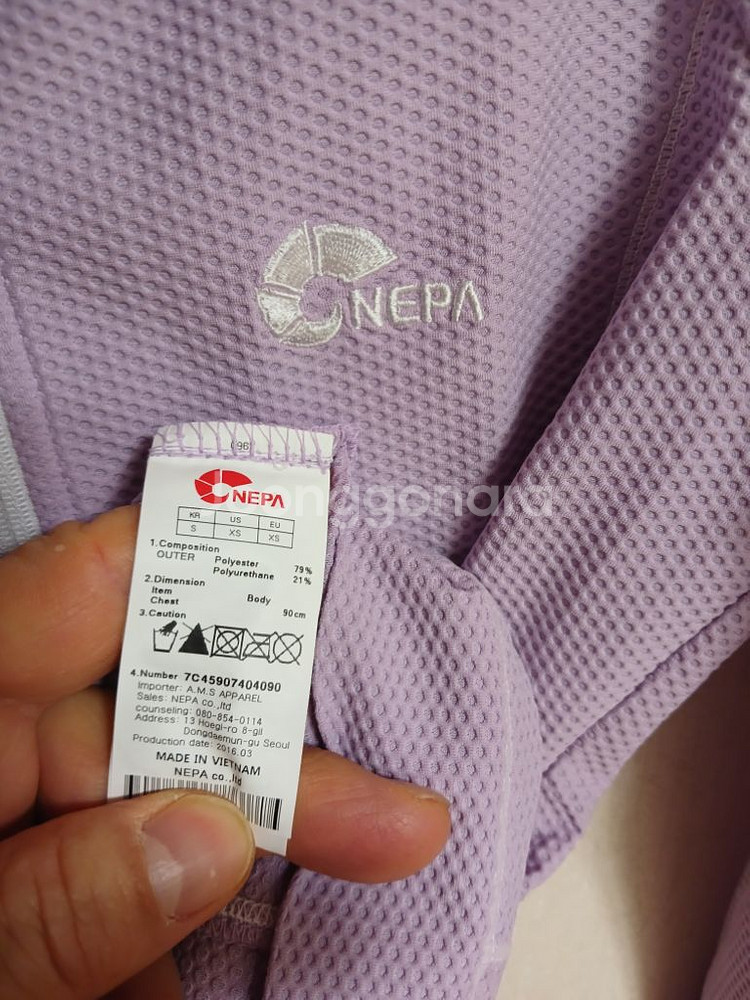 NEPA
(96)
NEPA
KR US EU
S XS XS
1.Composition
OUTER Polyester 79%
Polyurethane 21%
2.Dimension
Item Body
Chest 90cm
3.Caution
4.Number 7C45907404090
Importer: A.M.S APPAREL
Sales: NEPA co.,ltd
counseling: 080-854-0114
Address: 13 Hoegi-ro 8-gil
Dongdaemun-gu Seoul
Production date: 2016.03
MADE IN VIETNAM
NEPA co.,ltd